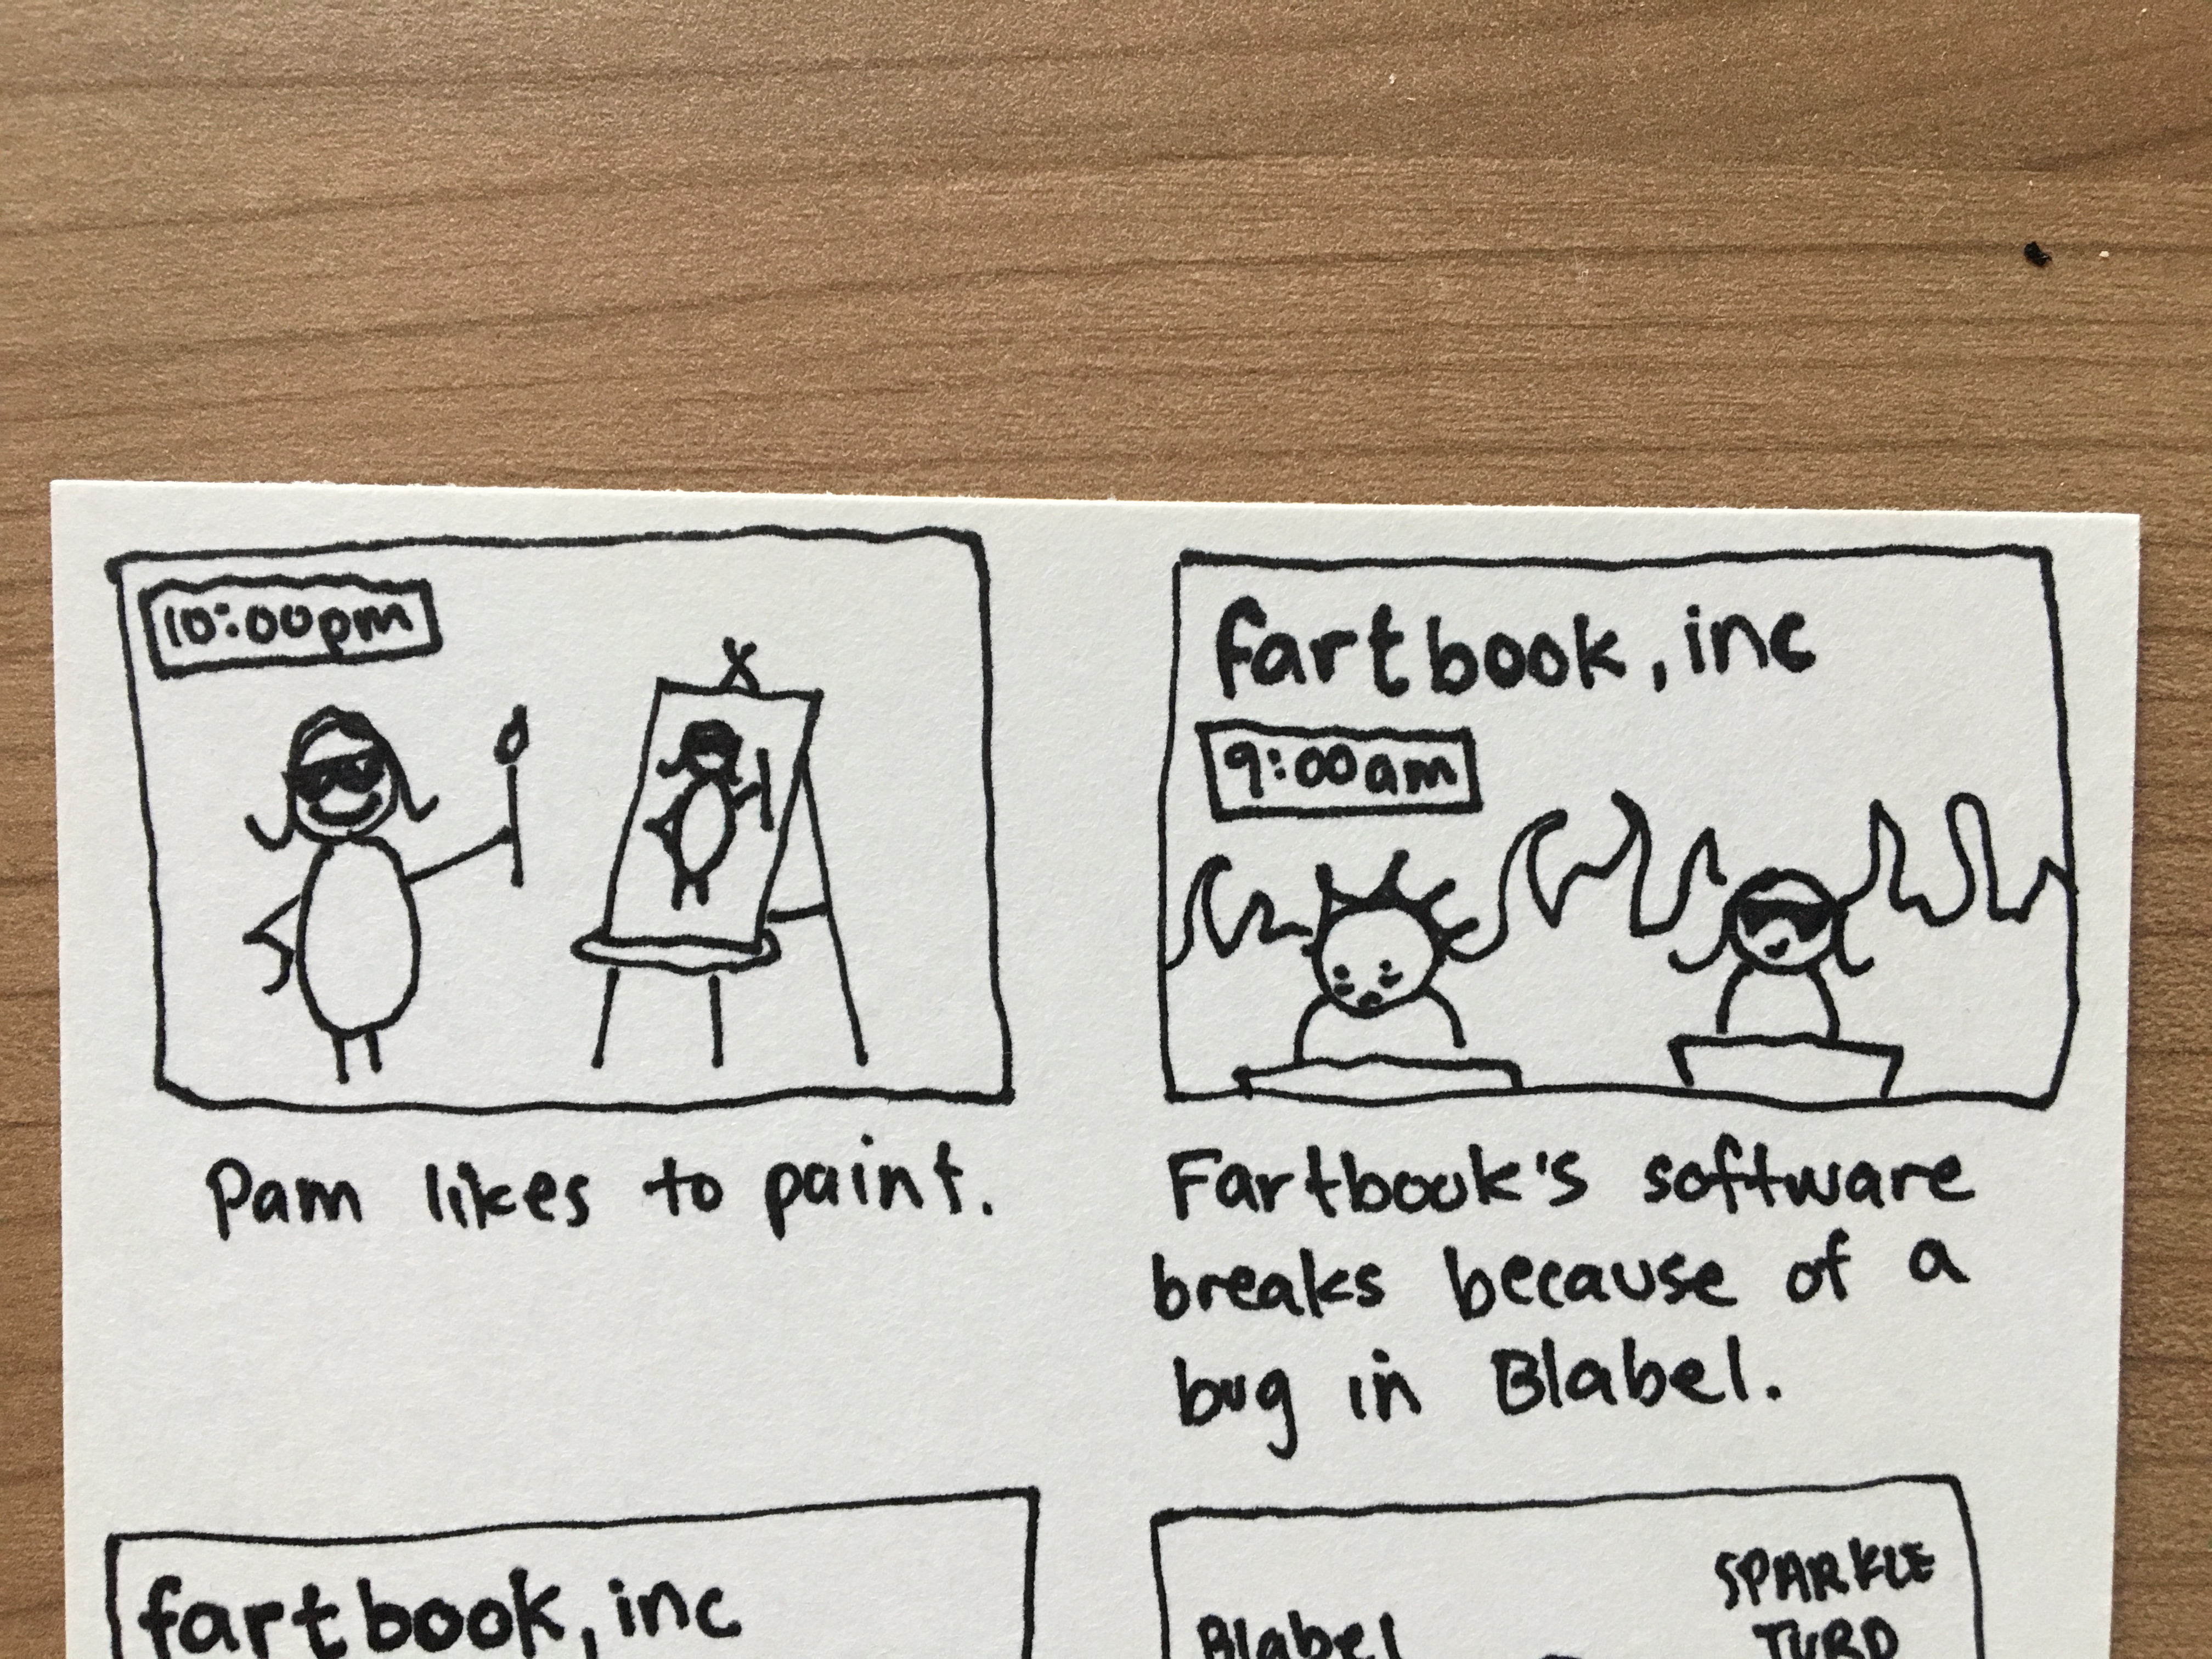 10:00pm
Pam likes to paint.
fartbook, inc
9:00am
Fartbook's software
breaks because of a
bug in Blabel.
fartbook, inc
Blabel
SPARKLE
TURD